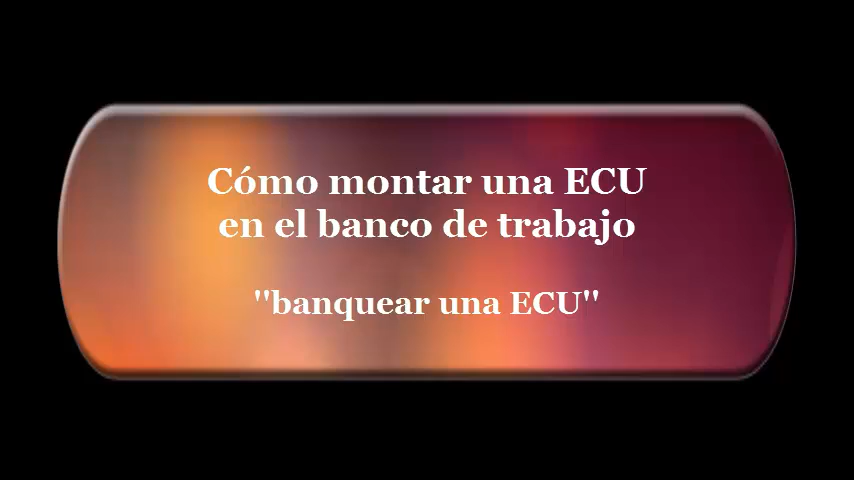 Cómo montar una ECU
en el banco de trabajo
"banquear una ECU"